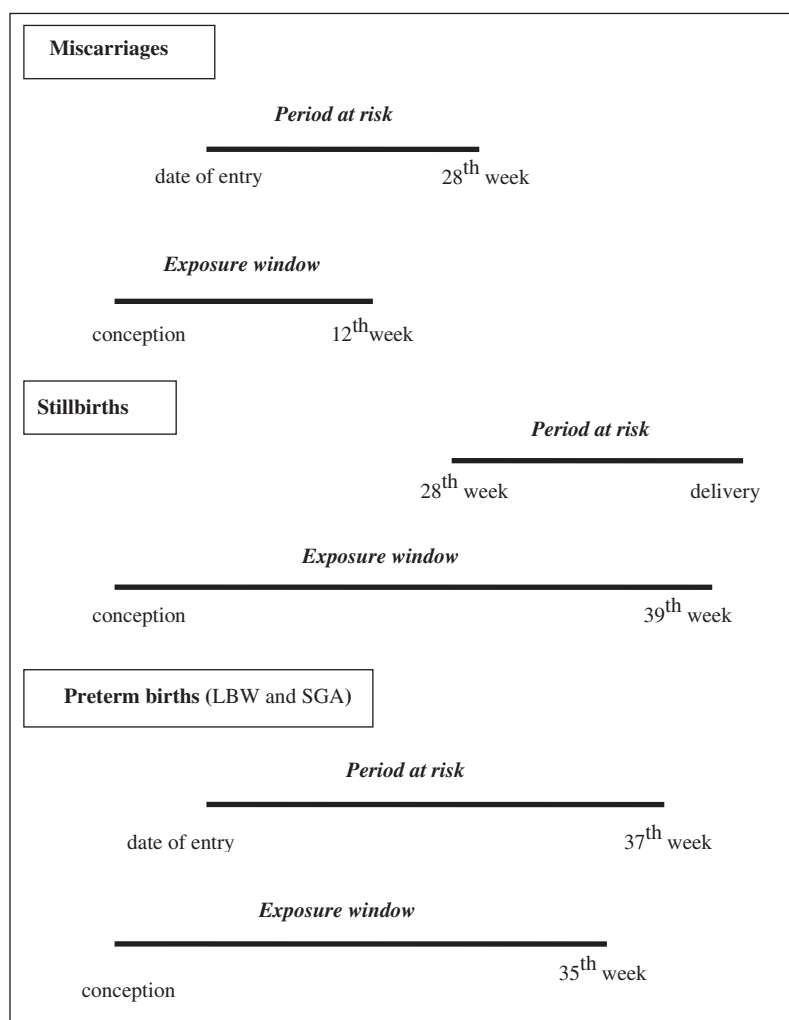 Miscarriages
Period at risk
date of entry 28th week
Exposure window
conception 12thweek
Stillbirths
Period at risk
28th week delivery
Exposure window
conception 39th week
Preterm births (LBW and SGA)
Period at risk
date of entry 37th week
Exposure window
35th week
conception